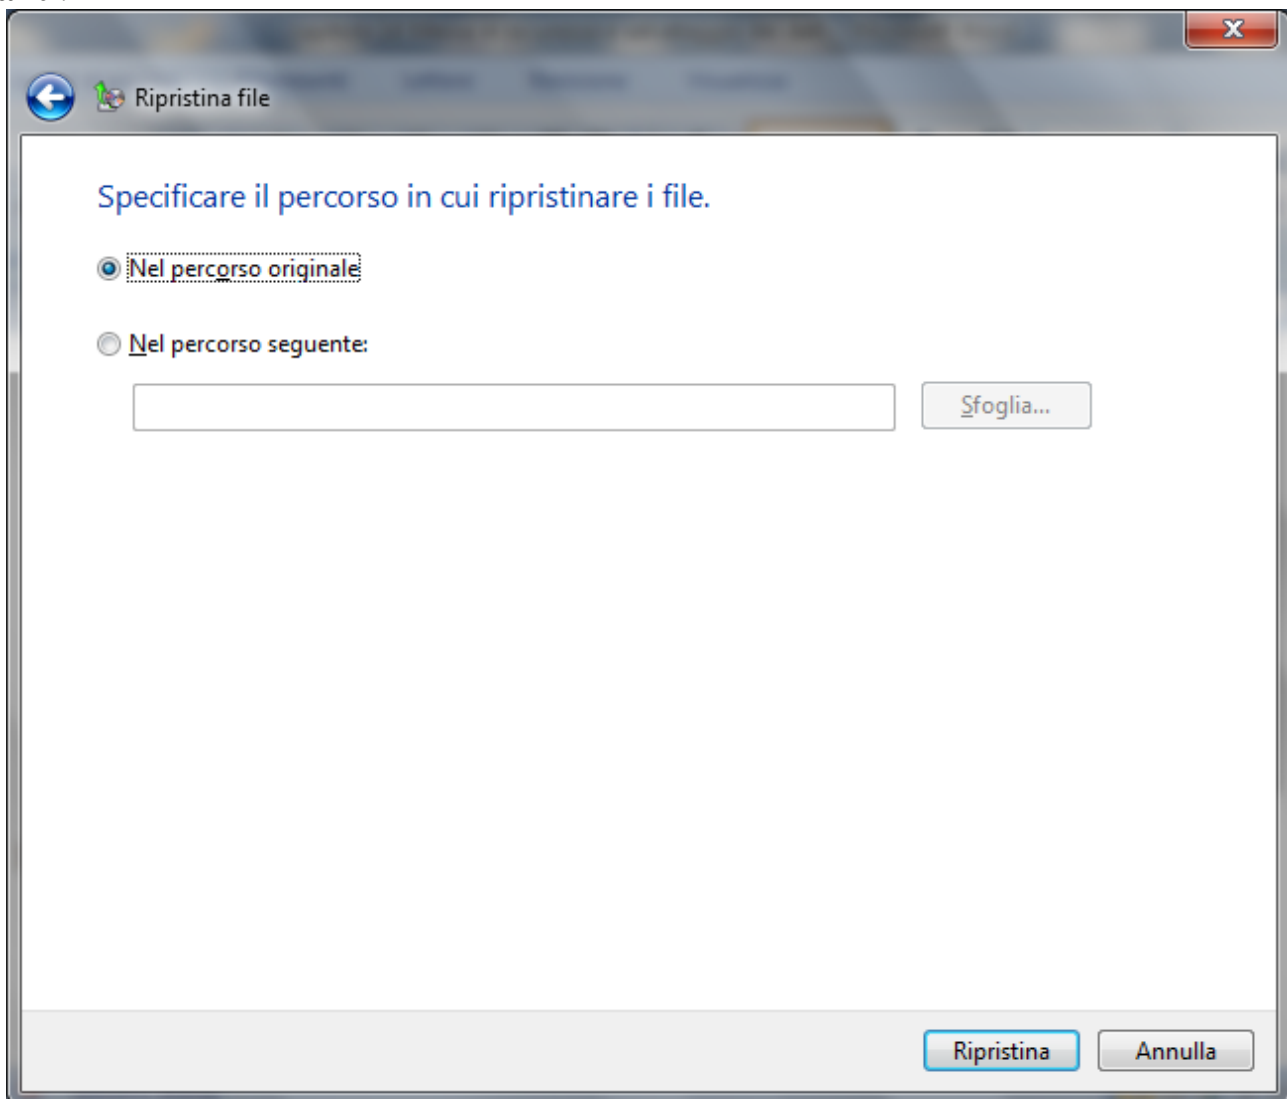 Ripristina file
Specificare il percorso in cui ripristinare i file.
Nel percorso originale
Nel percorso seguente:
Sfoglia...
Ripristina
Annulla